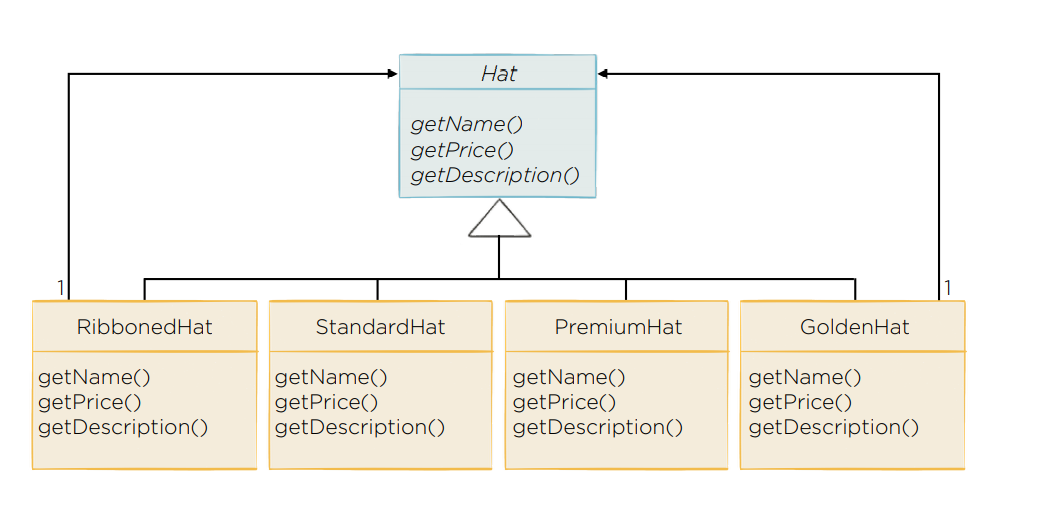 Hat
getName()
getPrice()
getDescription()
1
1
RibbonedHat
StandardHat
PremiumHat
GoldenHat
getName()
getPrice()
getDescription()
getName()
getPrice()
getDescription()
getName()
getPrice()
getDescription()
getName()
getPrice()
getDescription()